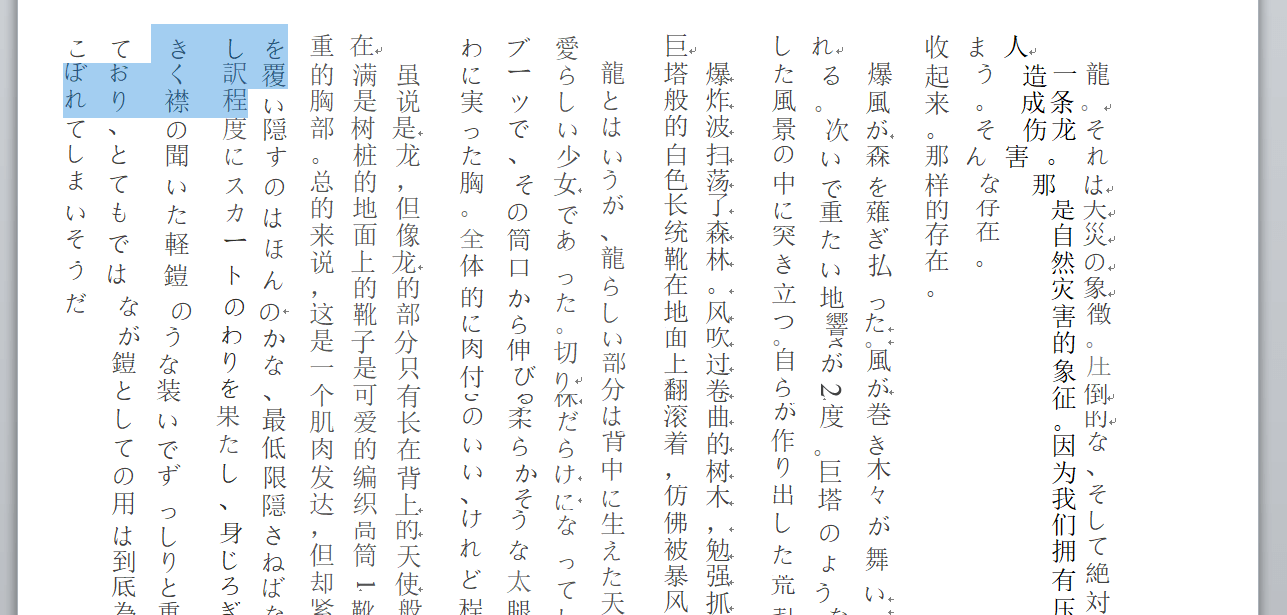 龍。それは大災の象徴。圧倒的な、そして絶対
一条龙。那是自然灾害的象征。因为我们拥有压
人造成伤害
まう。そんな仔在。
收起来。那样的存在。
爆風が森を薙ぎ払った。風が巻き木々が舞い
れる。次いで重たい地響きが2度。巨塔のような
した風景の中に突き立つ。自らが作り出した荒
爆炸波扫荡了森林。风吹过卷曲的树木，勉强抓
巨塔般的白色长统靴在地面上翻滚着，仿佛被暴风
龍とはいうが、龍らしい部分は背中に生えた天
愛らしい少女であった。切り株だらけになってし
ブーツで、その筒口から伸びる柔らかそうな太腿
わに実った胸。全体的に肉付きのいい、けれど程
虽说是龙，但像龙的部分只有长在背上的天使般
在满是树桩的地面上的靴子是可爱的编织高筒1靴
重的胸部。总的来说，这是一个肌肉发达，但却紧
を覆い隠すのはほんのかな、最低限隠さねばな
し訳程度にスカートのわりを果たし、身じろぎ
きく襟の聞いた軽鎧のうな装いでずっしりと重
ており、とてもではなが鎧としての用は到底為
こぼれてしまいそうだ